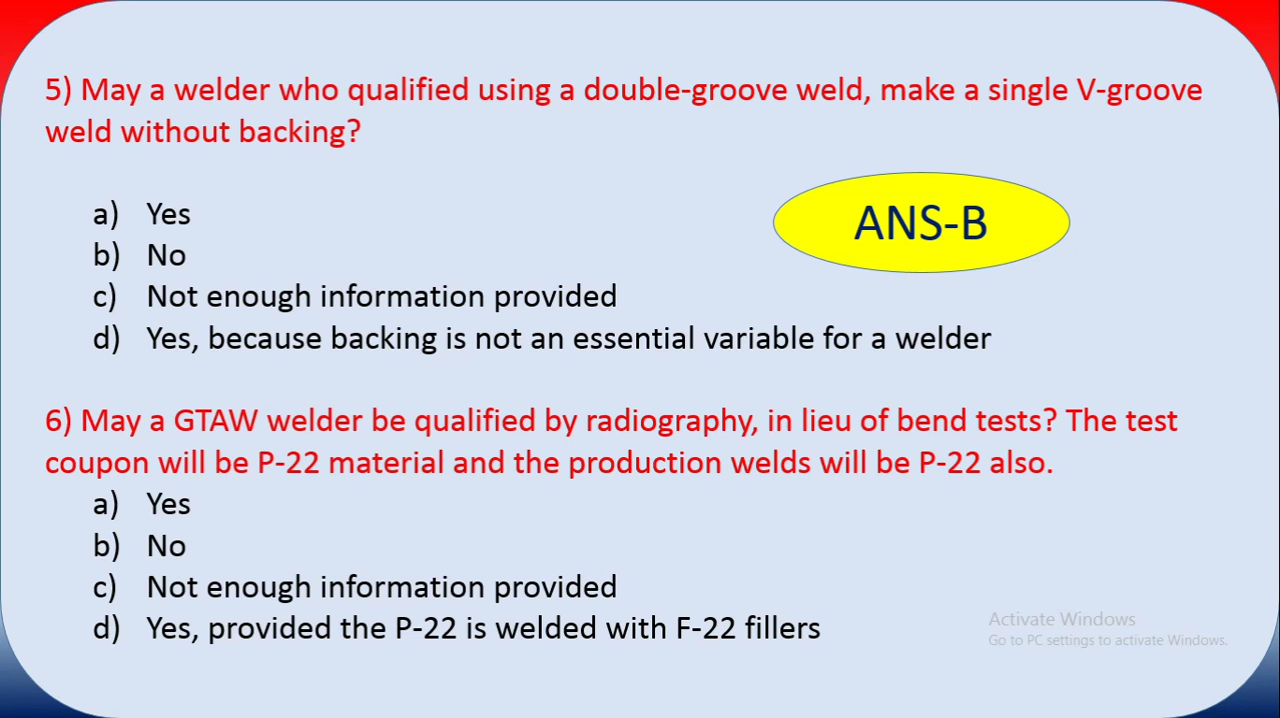 5) May a welder who qualified using a double-groove weld, make a single V-groove
weld without backing?
a) Yes
b) No
c) Not enough information provided
d) Yes, because backing is not an essential variable for a welder
ANS-B
6) May a GTAW welder be qualified by radiography, in lieu of bend tests? The test
coupon will be P-22 material and the production welds will be P-22 also.
a) Yes
b) No
c) Not enough information provided
d) Yes, provided the P-22 is welded with F-22 fillers
Activate Windows
Go to PC settings to activate Windows.